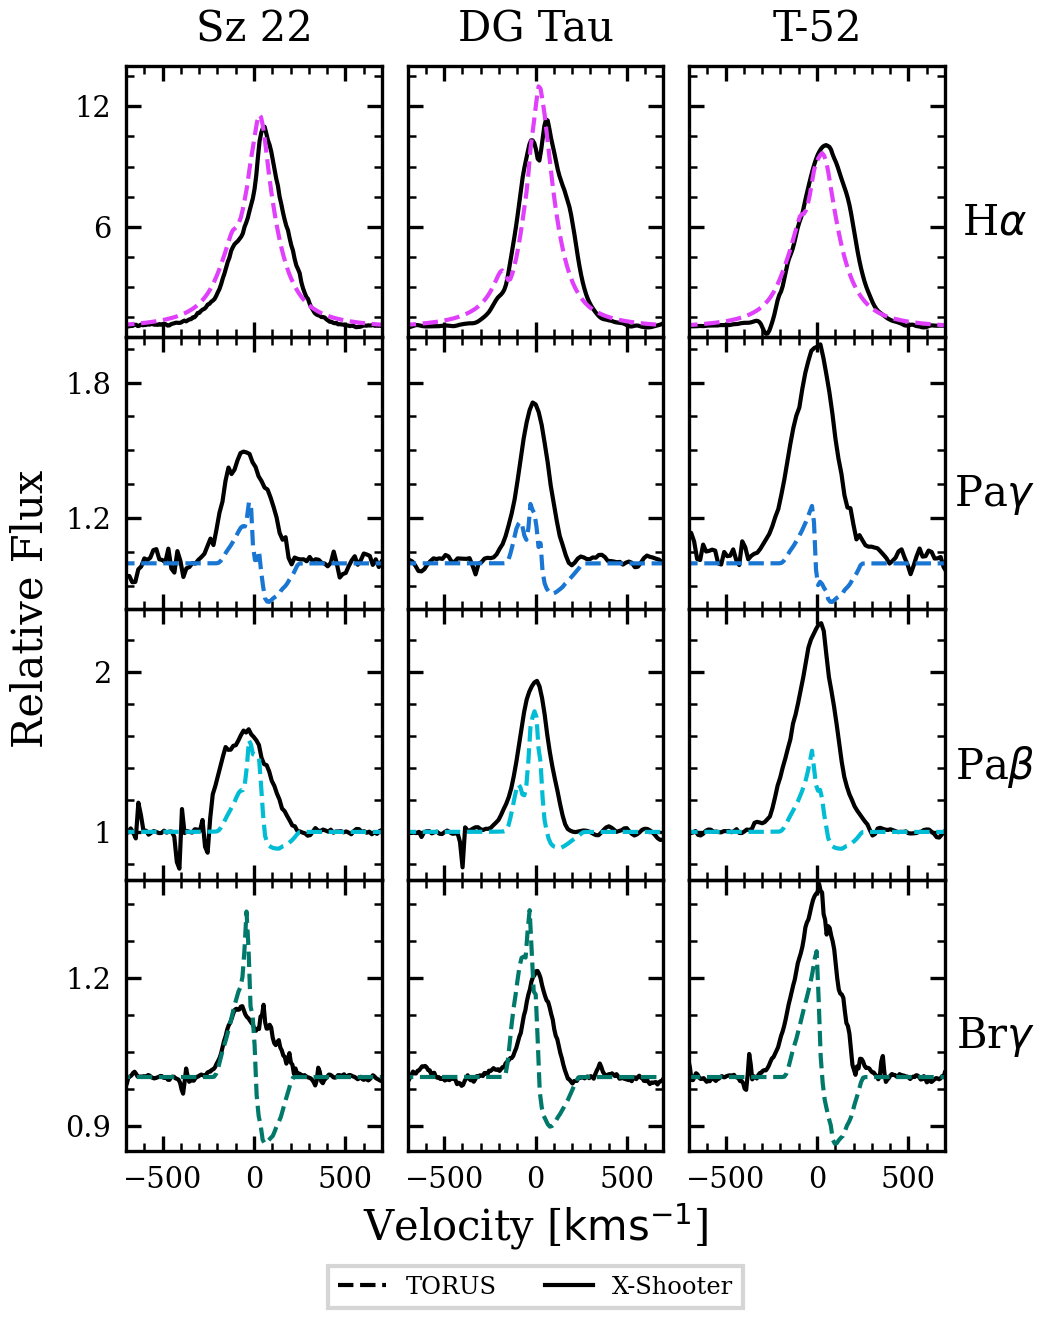 Sz 22 DG Tau T-52
12
6
Hα
1.8
1.2
Paγ
Relative Flux
2
1
Paβ
1.2
0.9
Brγ
−500 0 500 −500 0 500 −500 0 500
Velocity [kms⁻¹]
TORUS X-Shooter